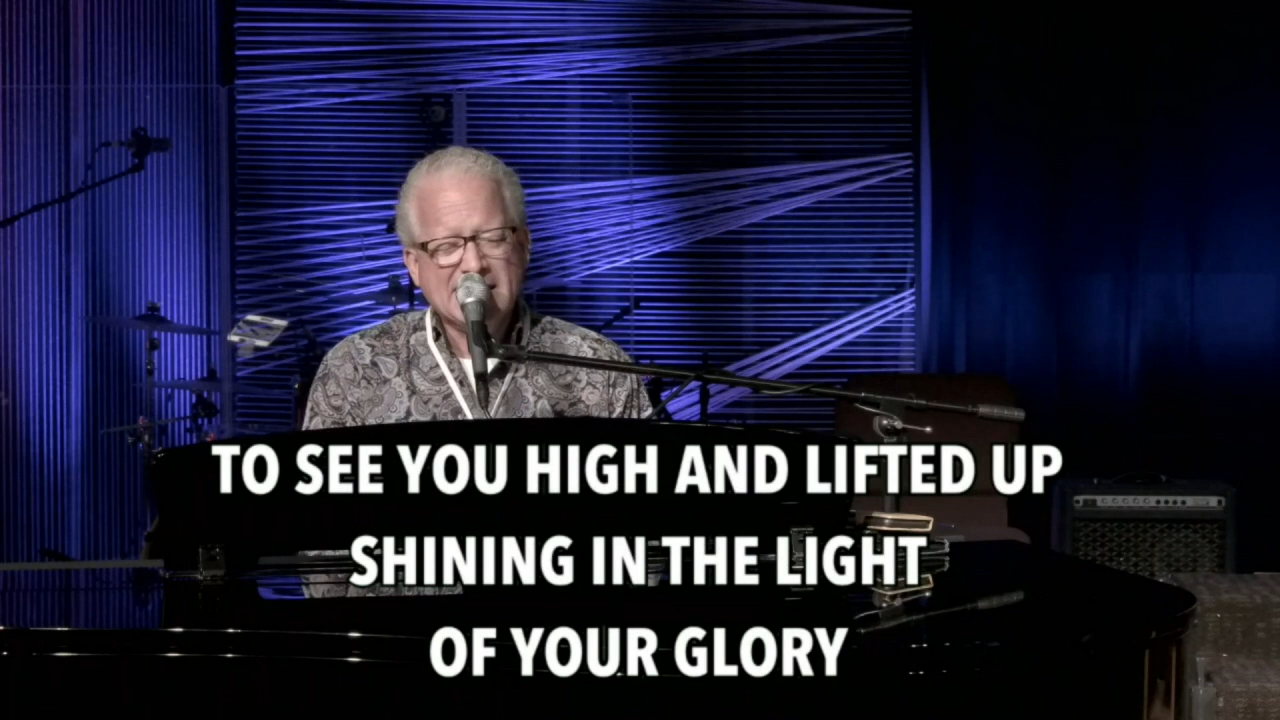 TO SEE YOU HIGH AND LIFTED UP
SHINING IN THE LIGHT
OF YOUR GLORY